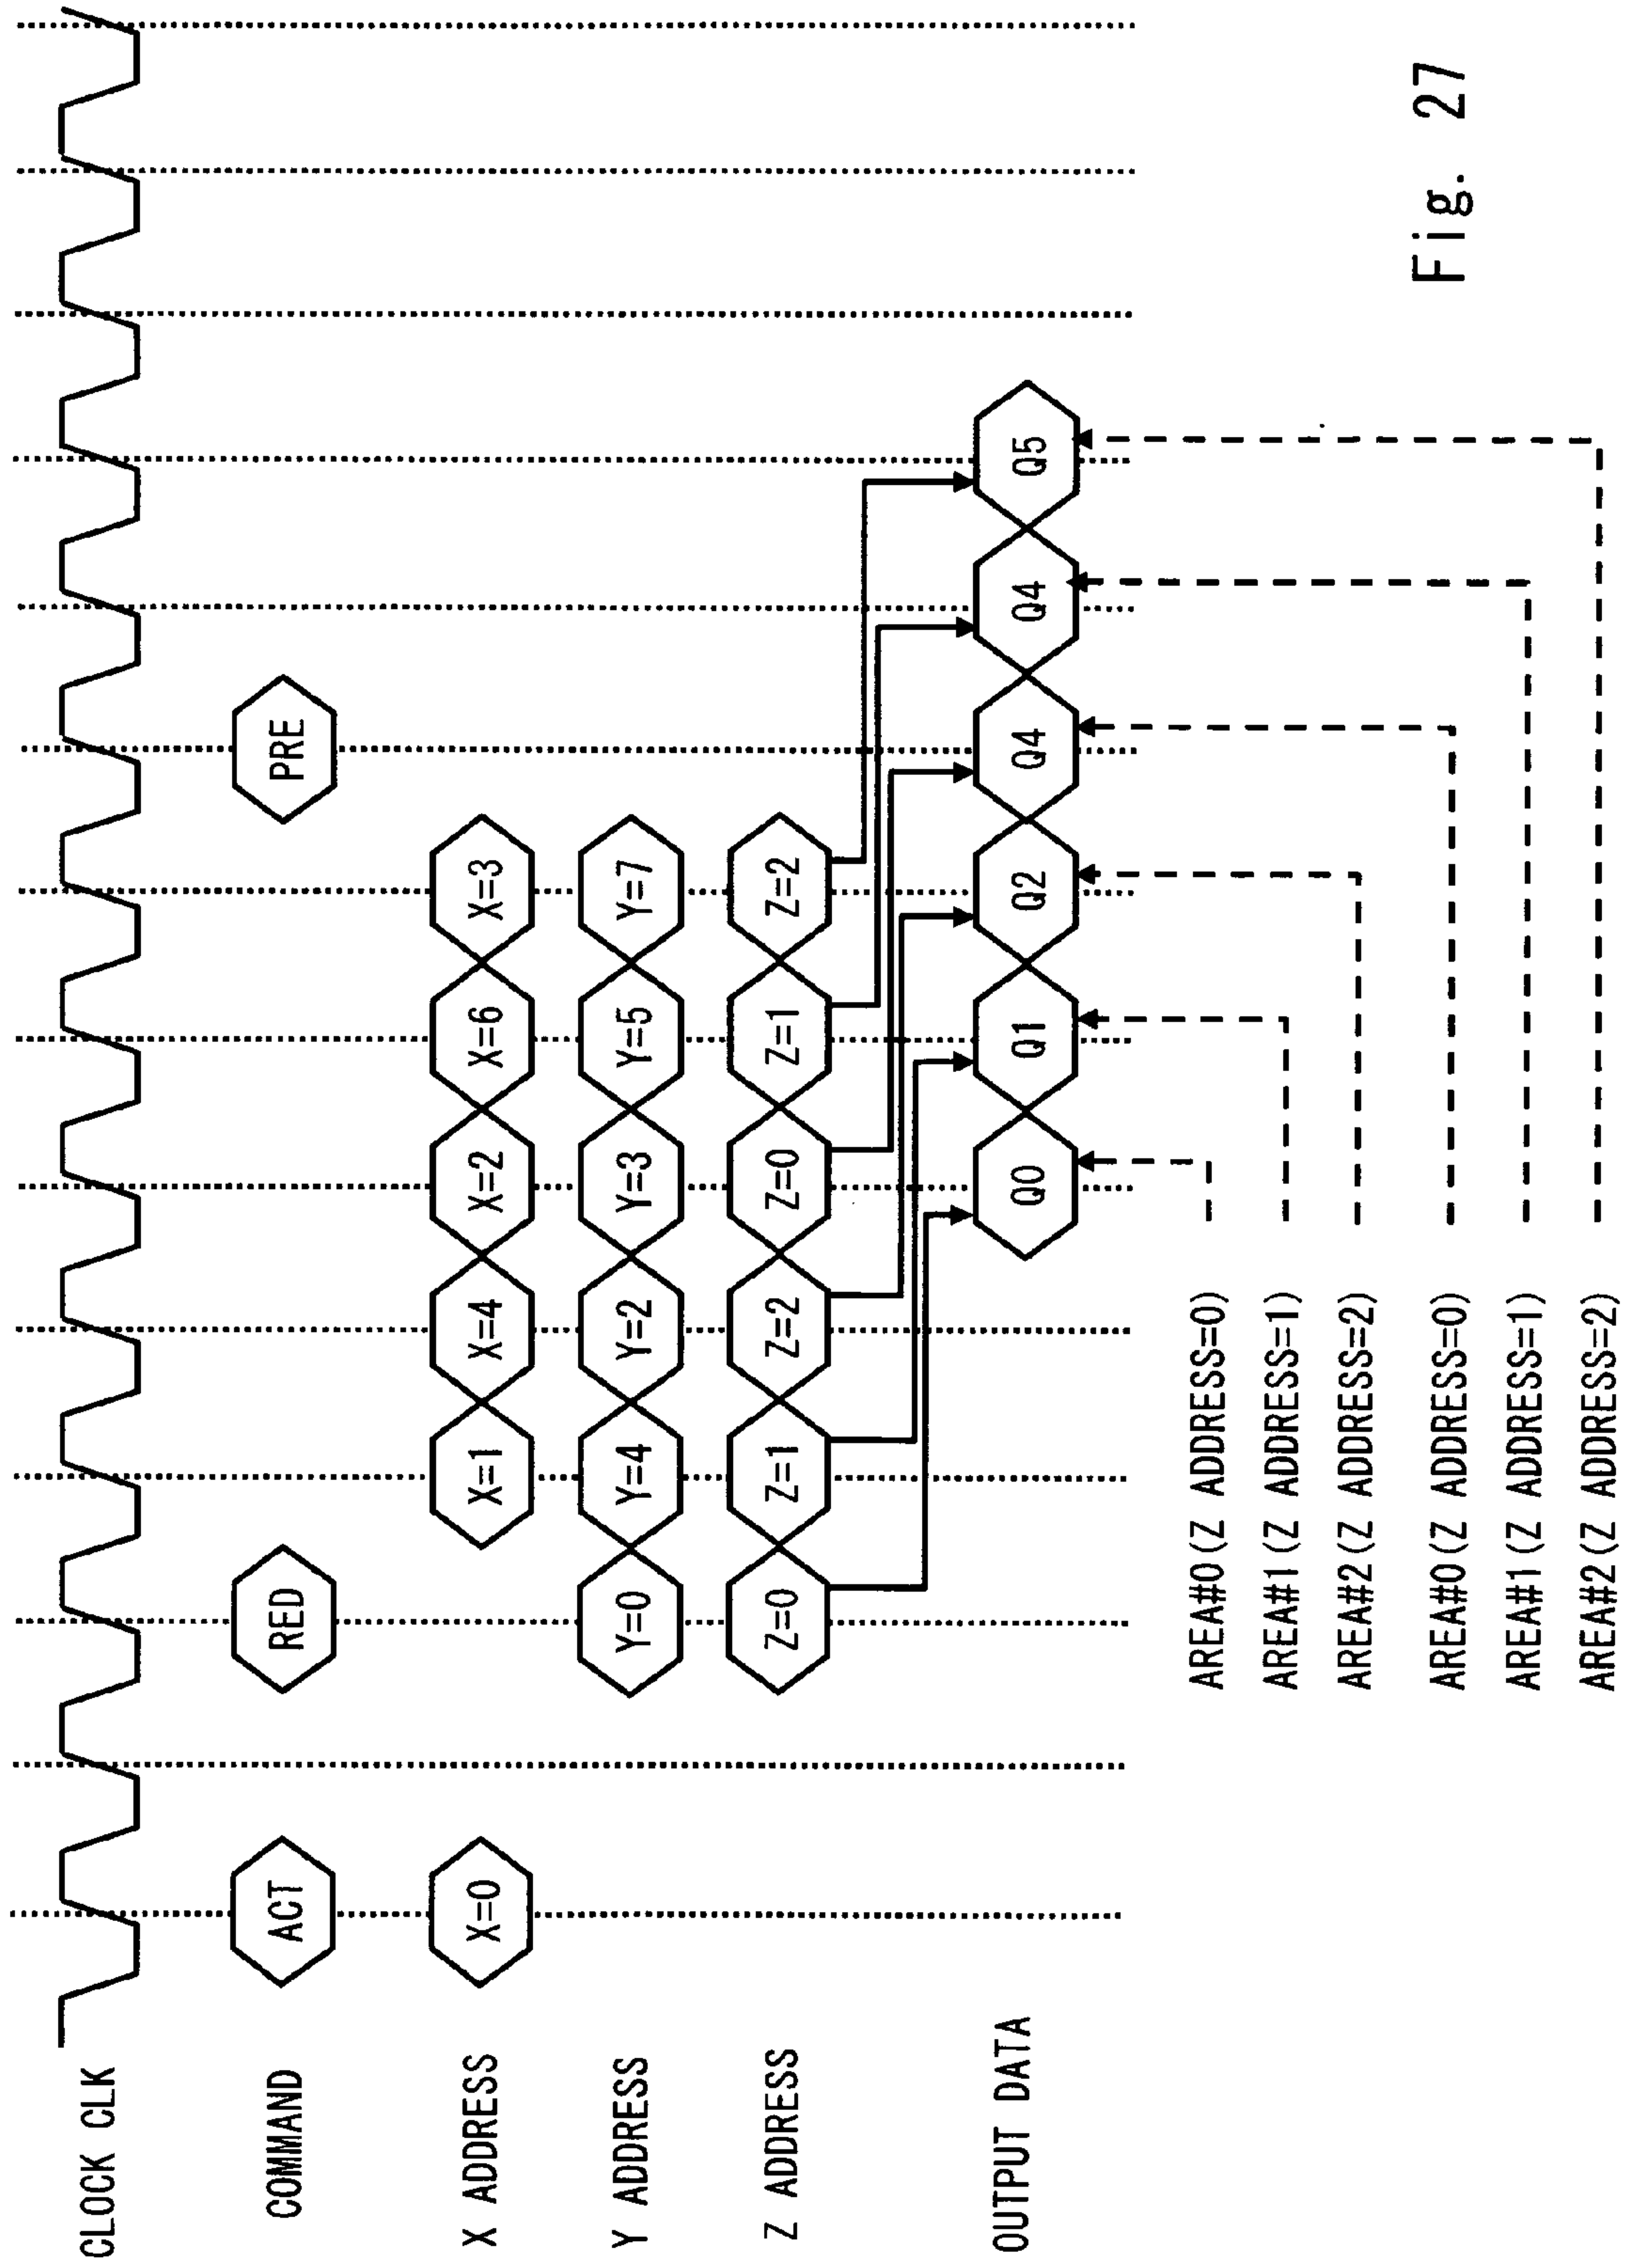 CLOCK CLK
COMMAND ACT RED PRE
X ADDRESS X=0 X=1 X=4 X=2 X=6 X=3
Y ADDRESS Y=0 Y=4 Y=2 Y=3 Y=5 Y=7
Z ADDRESS Z=0 Z=1 Z=2 Z=0 Z=1 Z=2
OUTPUT DATA Q0 Q1 Q2 Q4 Q4 Q5
AREA#0(Z ADDRESS=0)
AREA#1(Z ADDRESS=1)
AREA#2(Z ADDRESS=2)
AREA#0(Z ADDRESS=0)
AREA#1(Z ADDRESS=1)
AREA#2(Z ADDRESS=2)
Fig. 27